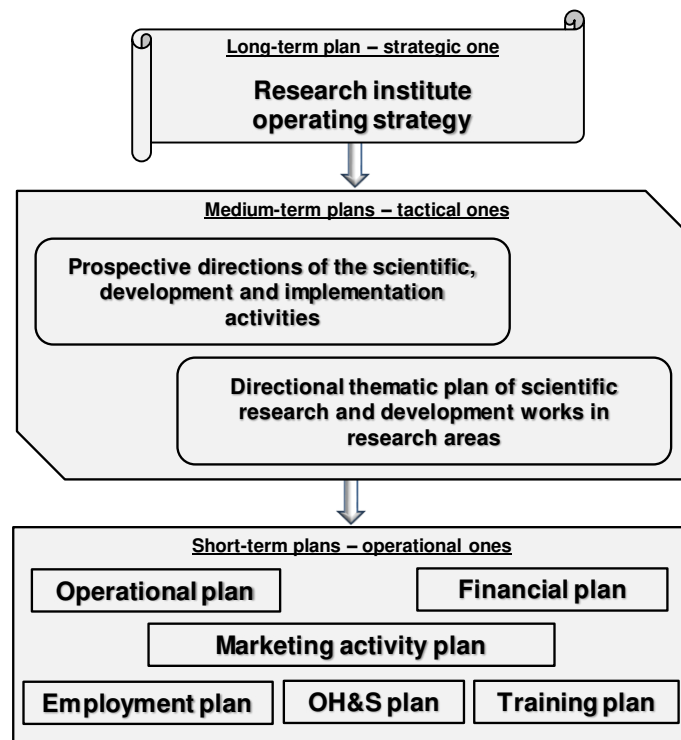 Long-term plan – strategic one
Research institute
operating strategy
Medium-term plans – tactical ones
Prospective directions of the scientific,
development and implementation
activities
Directional thematic plan of scientific
research and development works in
research areas
Short-term plans – operational ones
Operational plan
Financial plan
Marketing activity plan
Employment plan
OH&S plan
Training plan